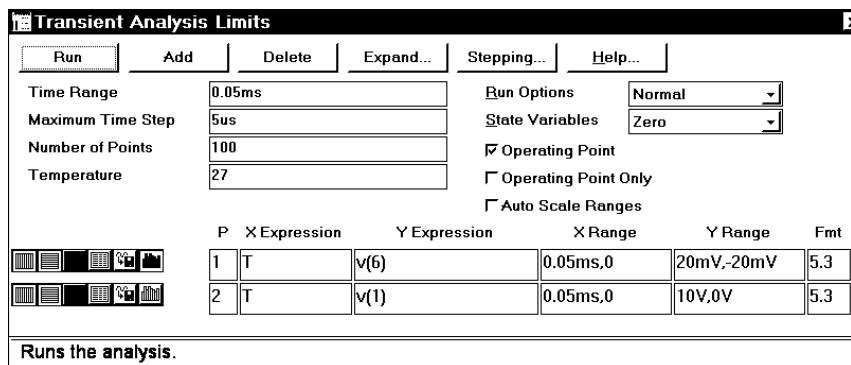 Transient Analysis Limits
Run Add Delete Expand... Stepping... Help...
Time Range 0.05ms Run Options Normal
Maximum Time Step 5us State Variables Zero
Number of Points 100 Operating Point
Temperature 27 Operating Point Only
Auto Scale Ranges
P X Expression Y Expression X Range Y Range Fmt
1 T v(6) 0.05ms,0 20mV,-20mV 5.3
2 T v(1) 0.05ms,0 10V,0V 5.3
Runs the analysis.